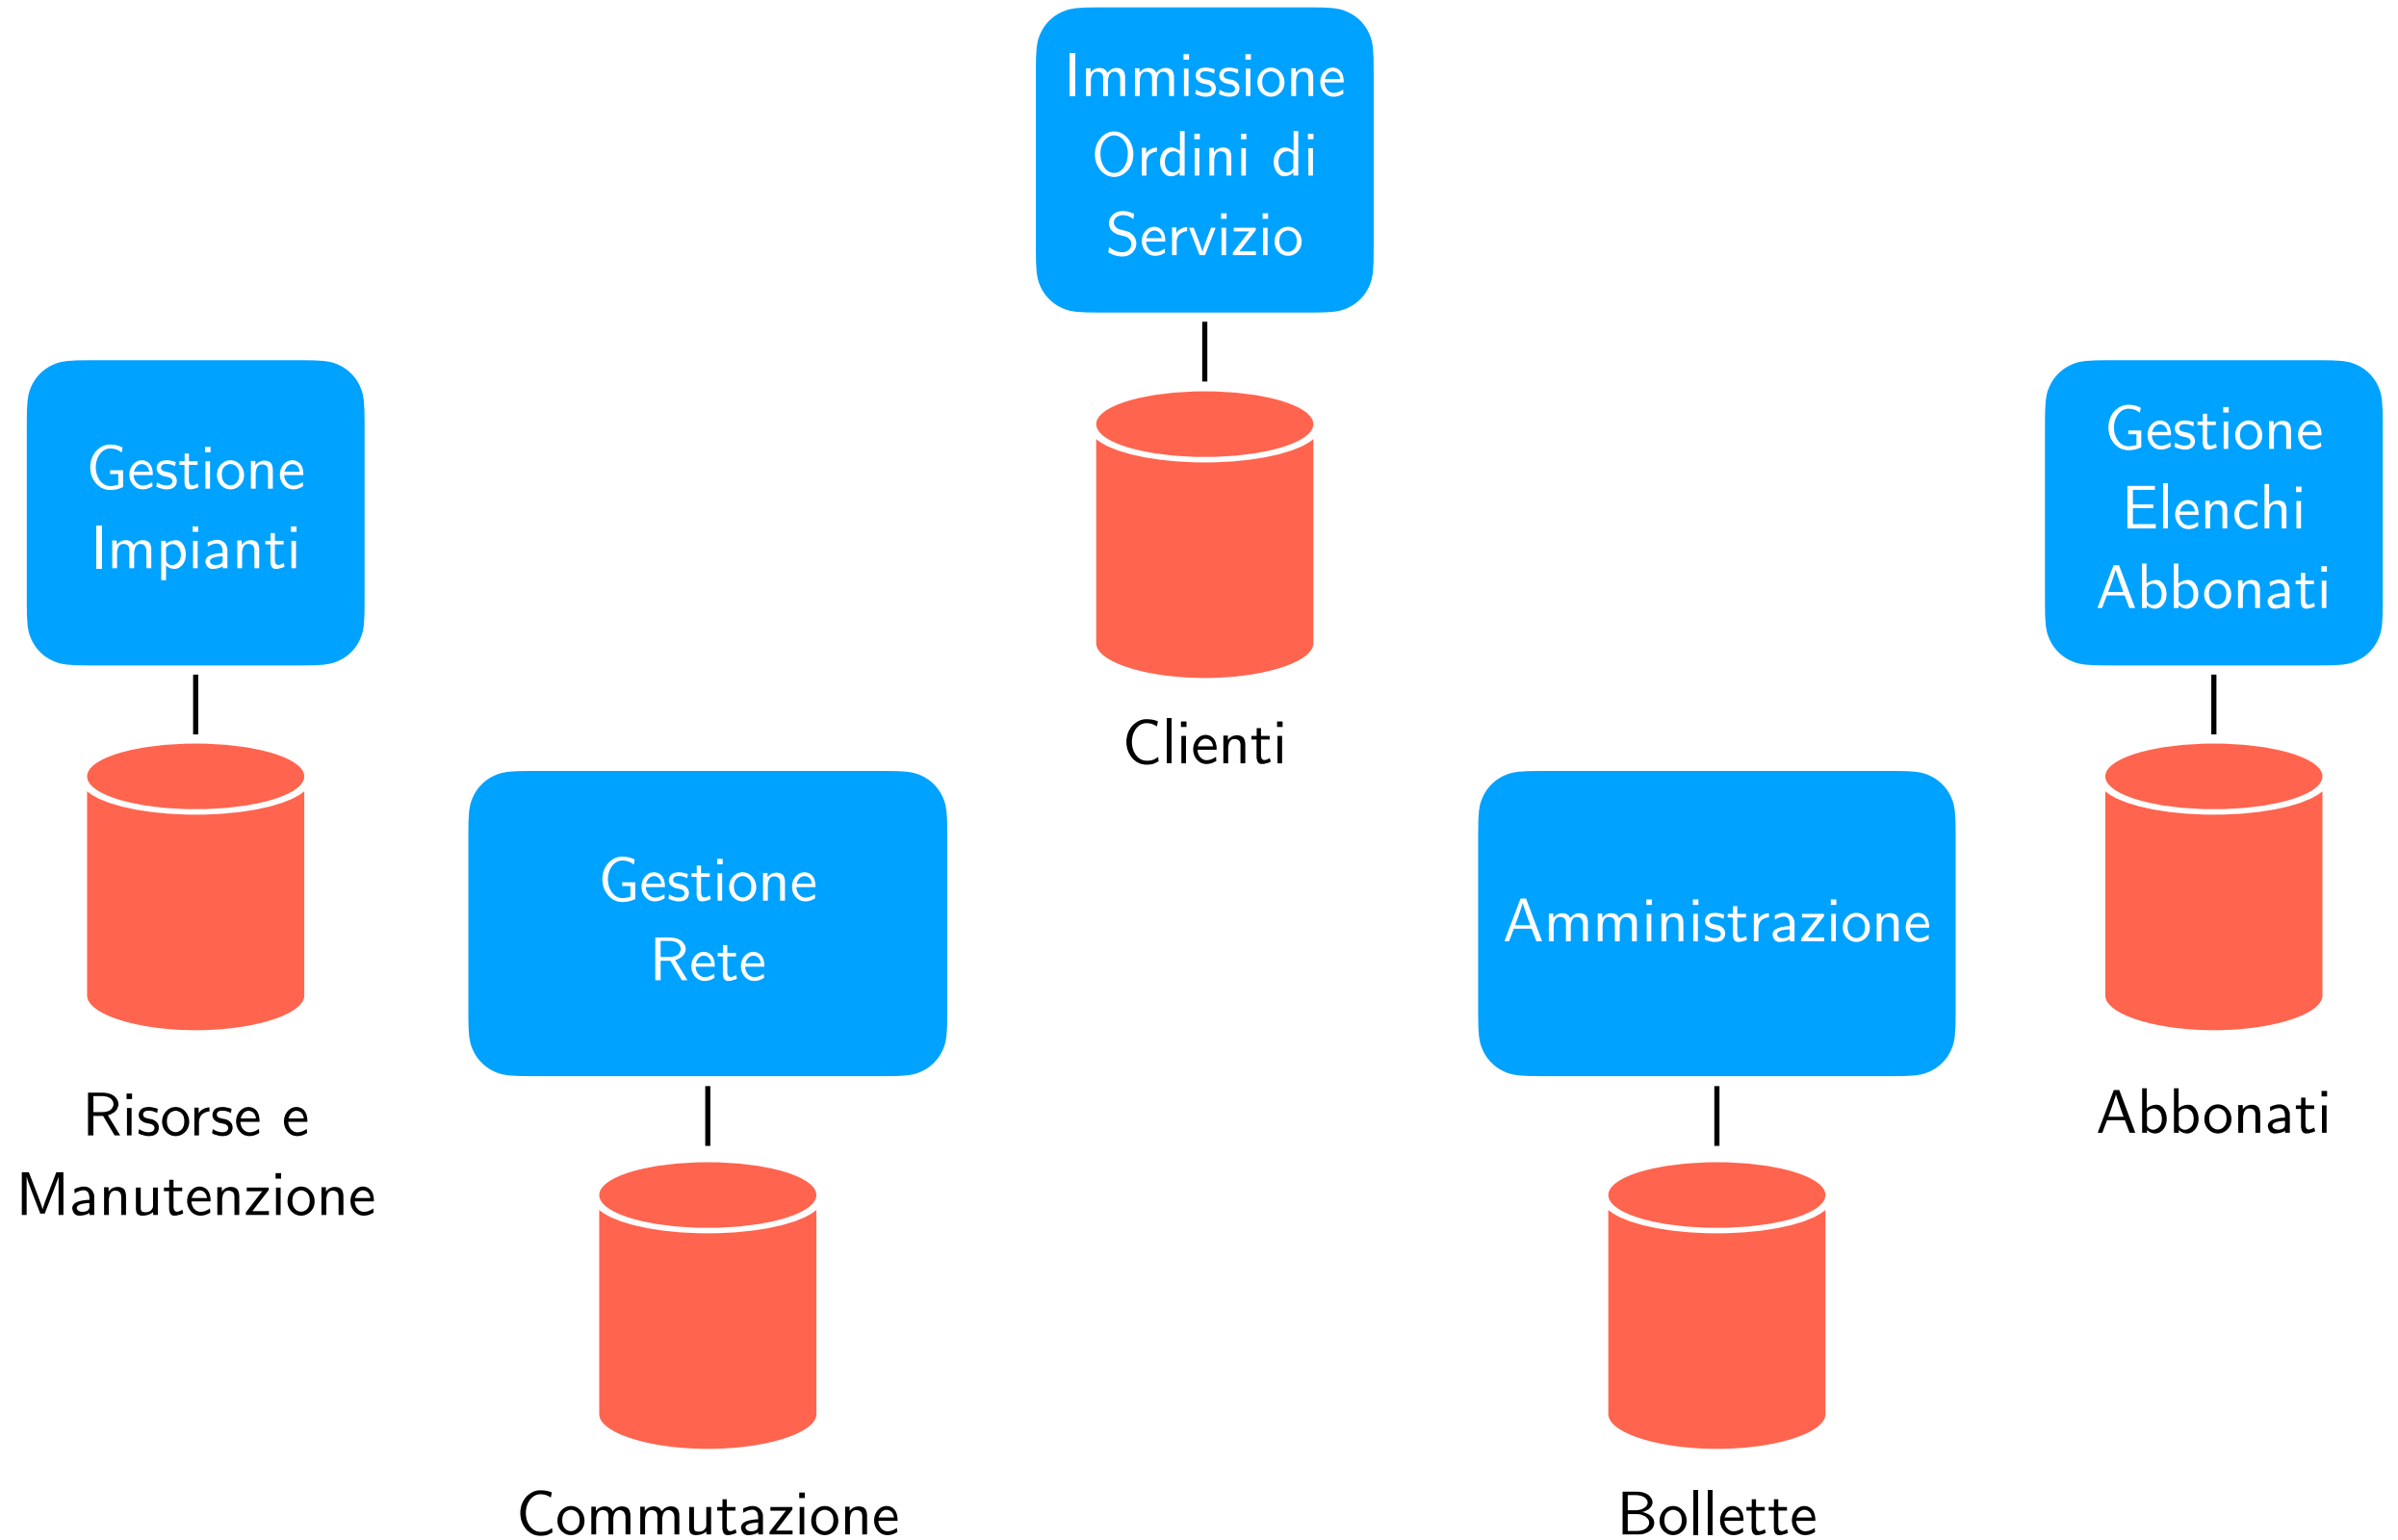 Immissione
Ordini di
Servizio
Clienti
Gestione
Impianti
Risorse e
Manutenzione
Gestione
Rete
Commutazione
Amministrazione
Bollette
Gestione
Elenchi
Abbonati
Abbonati